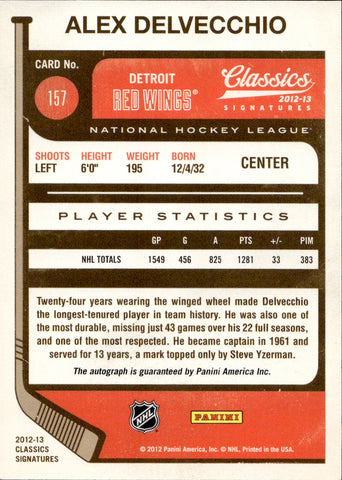 ALEX DELVECCHIO
CARD No.
157
DETROIT
RED WINGS®
Classics
SIGNATURES
2012-13
NATIONAL HOCKEY LEAGUE®
SHOOTS HEIGHT WEIGHT BORN
LEFT 6'0" 195 12/4/32
CENTER
PLAYER STATISTICS
GP G A PTS +/- PIM
NHL TOTALS 1549 456 825 1281 33 383
Twenty-four years wearing the winged wheel made Delvecchio
the longest-tenured player in team history. He was also one of
the most durable, missing just 43 games over his 22 full seasons,
and one of the most respected. He became captain in 1961 and
served for 13 years, a mark topped only by Steve Yzerman.
The autograph is guaranteed by Panini America Inc.
NHL
PANINI
2012-13
CLASSICS
SIGNATURES
© 2012 Panini America, Inc. © NHL. Printed in the USA.